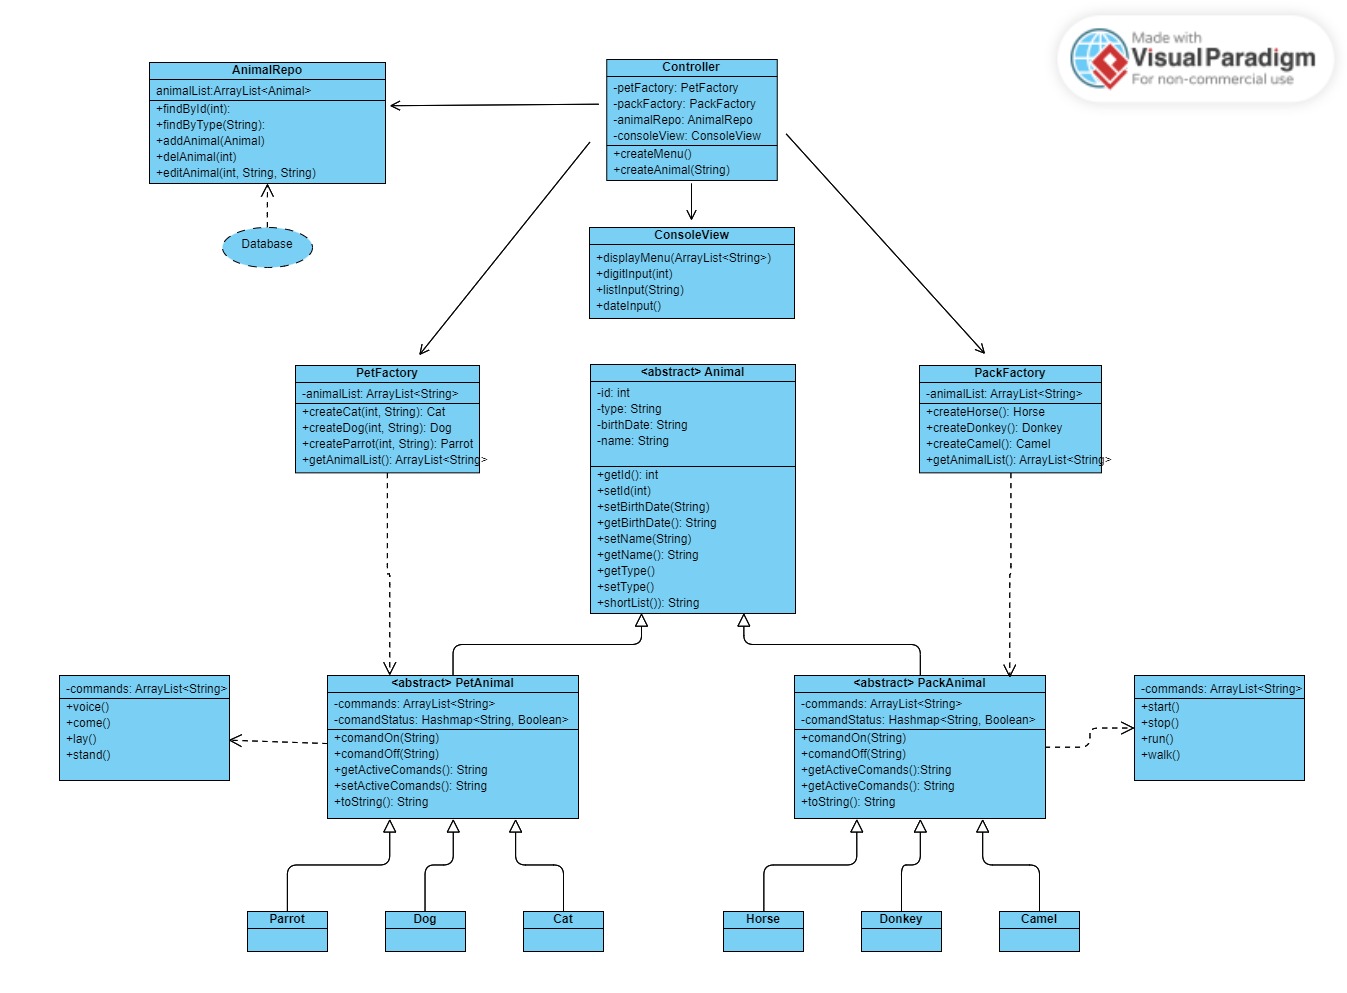 Made with
Visual Paradigm
For non-commercial use
AnimalRepo
animalList:ArrayList<Animal>
+findById(int):
+findByType(String):
+addAnimal(Animal)
+delAnimal(int)
+editAnimal(int, String, String)
Database
Controller
-petFactory: PetFactory
-packFactory: PackFactory
-animalRepo: AnimalRepo
-consoleView: ConsoleView
+createMenu()
+createAnimal(String)
ConsoleView
+displayMenu(ArrayList<String>)
+digitInput(int)
+listInput(String)
+dateInput()
PetFactory
-animalList: ArrayList<String>
+createCat(int, String): Cat
+createDog(int, String): Dog
+createParrot(int, String): Parrot
+getAnimalList(): ArrayList<String>
<abstract> Animal
-id: int
-type: String
-birthDate: String
-name: String
+getId(): int
+setId(int)
+setBirthDate(String)
+getBirthDate(): String
+setName(String)
+getName(): String
+getType()
+setType()
+shortList()): String
PackFactory
-animalList: ArrayList<String>
+createHorse(): Horse
+createDonkey(): Donkey
+createCamel(): Camel
+getAnimalList(): ArrayList<String>
-commands: ArrayList<String>
+voice()
+come()
+lay()
+stand()
<abstract> PetAnimal
-commands: ArrayList<String>
-comandStatus: Hashmap<String, Boolean>
+comandOn(String)
+comandOff(String)
+getActiveComands(): String
+setActiveComands(): String
+toString(): String
<abstract> PackAnimal
-commands: ArrayList<String>
-comandStatus: Hashmap<String, Boolean>
+comandOn(String)
+comandOff(String)
+getActiveComands():String
+getActiveComands(): String
+toString(): String
-commands: ArrayList<String>
+start()
+stop()
+run()
+walk()
Parrot
Dog
Cat
Horse
Donkey
Camel